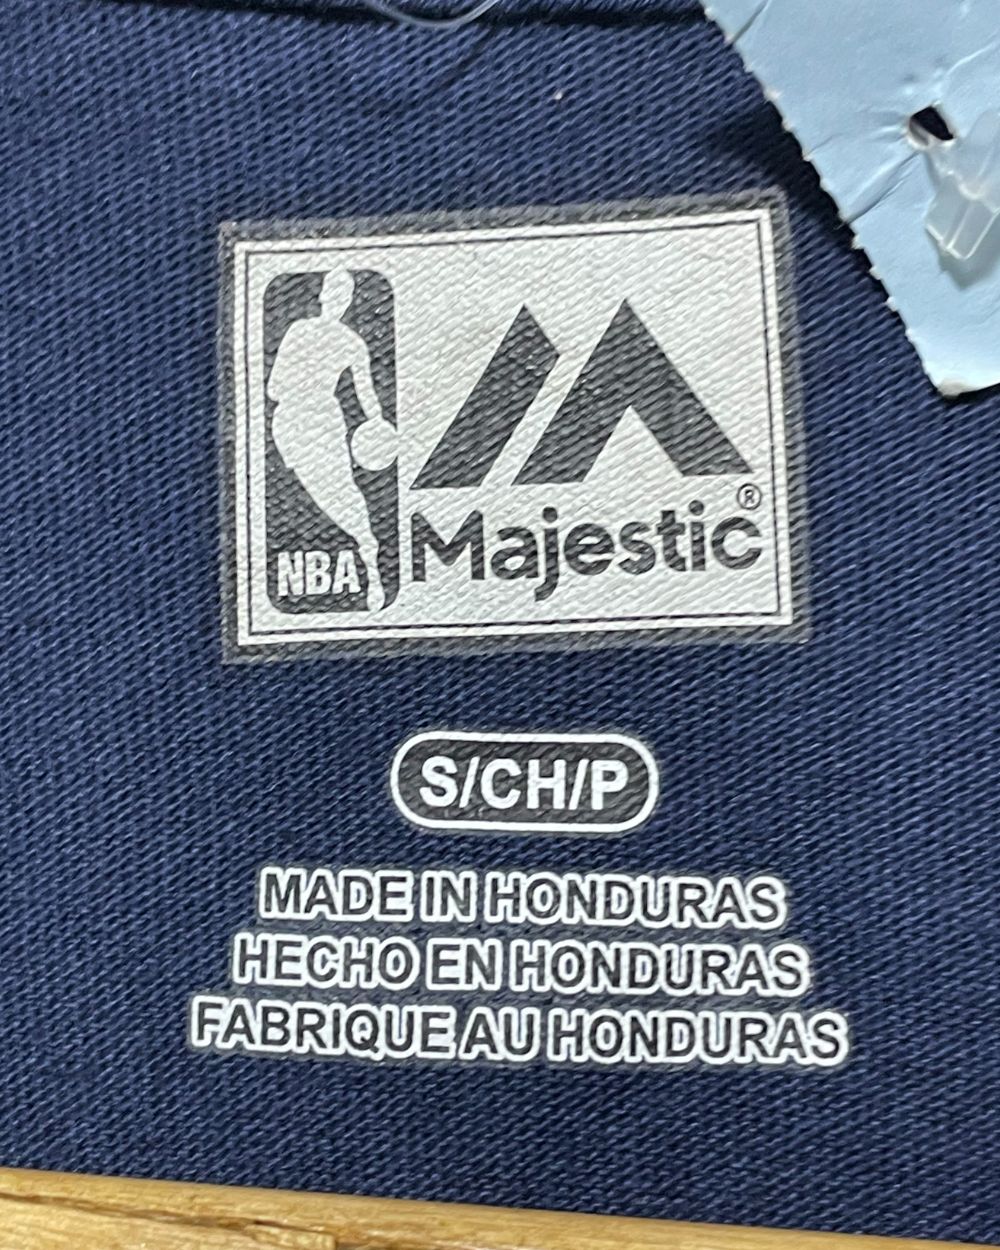 NBA
Majestic®
S/CH/P
MADE IN HONDURAS
HECHO EN HONDURAS
FABRIQUE AU HONDURAS